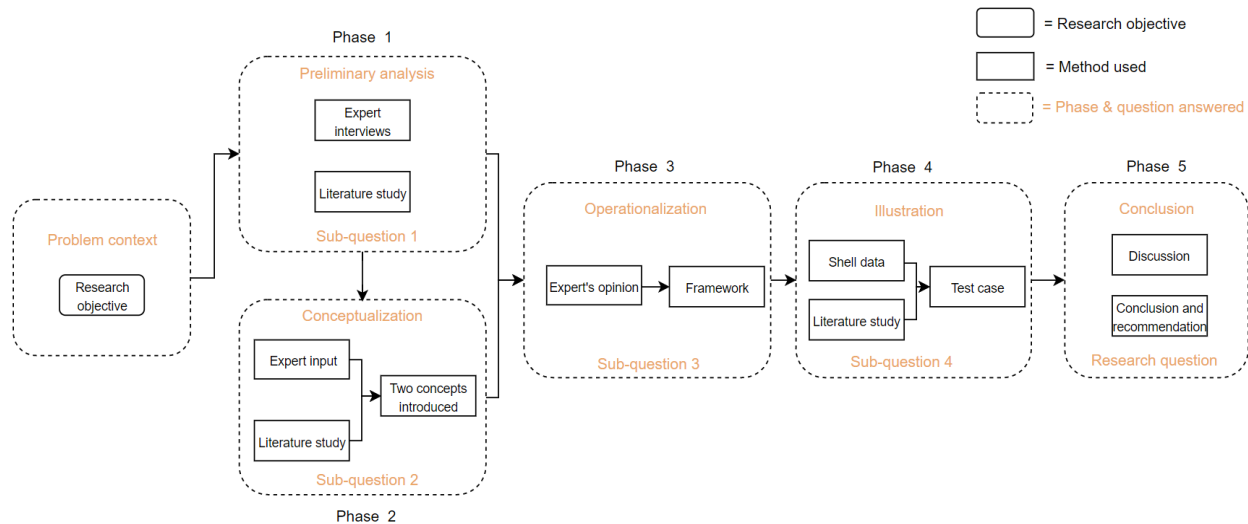 = Research objective
= Method used
= Phase & question answered
Problem context
Research
objective
Phase 1
Preliminary analysis
Expert
interviews
Literature study
Sub-question 1
Conceptualization
Expert input
Two concepts
introduced
Literature study
Sub-question 2
Phase 2
Phase 3
Operationalization
Expert's opinion
Framework
Sub-question 3
Phase 4
Illustration
Shell data
Test case
Literature study
Sub-question 4
Phase 5
Conclusion
Discussion
Conclusion and
recommendation
Research question